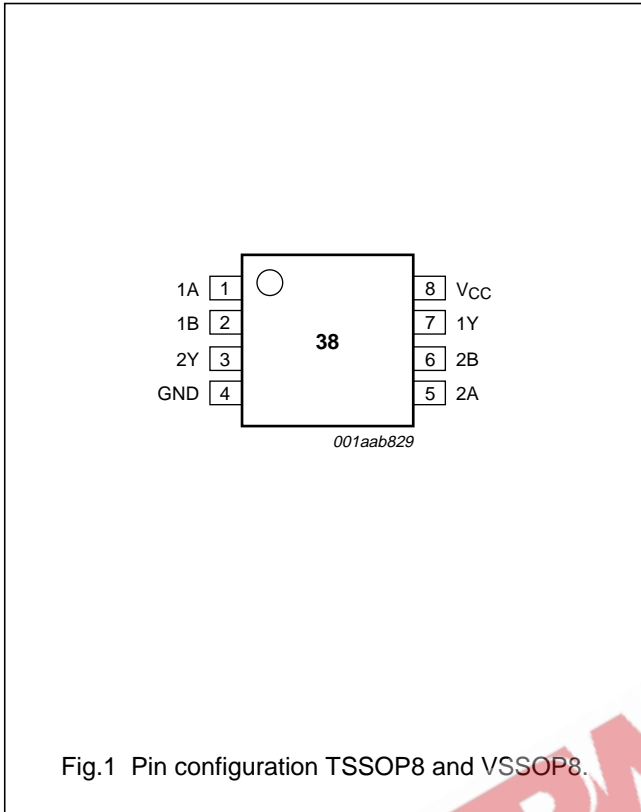 1A 1 8 VCC
1B 2 38 7 1Y
2Y 3 6 2B
GND 4 5 2A
001aab829
Fig.1 Pin configuration TSSOP8 and VSSOP8.